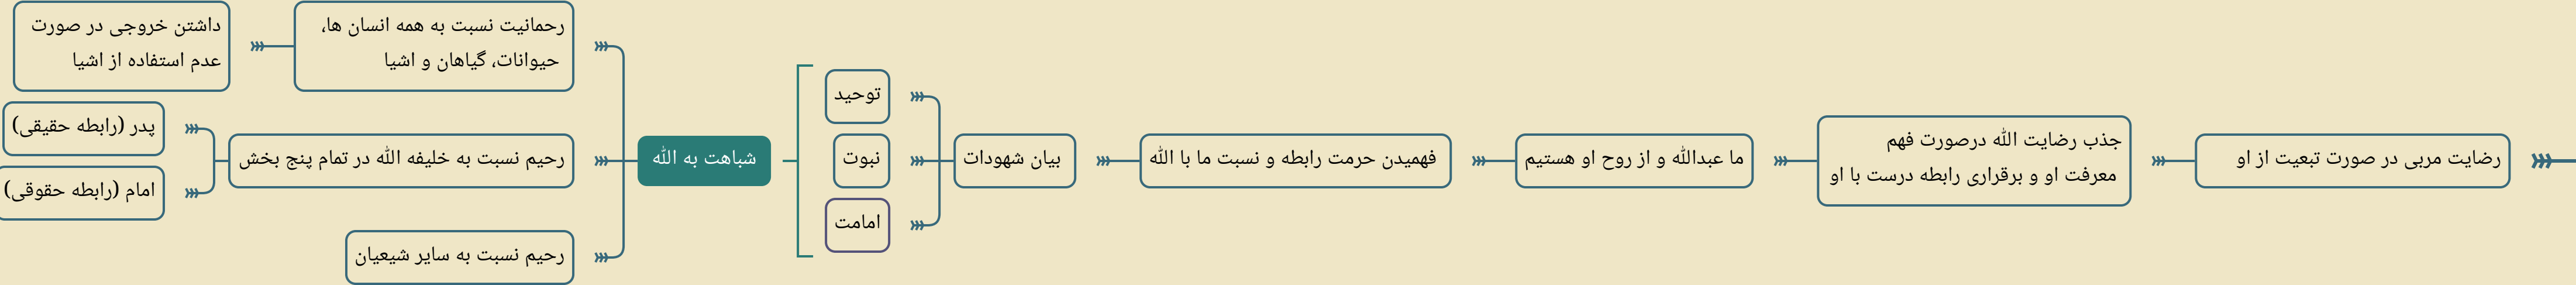 رضایت مربی در صورت تبعیت از او
جذب رضایت الله درصورت فهم
معرفت او و برقراری رابطه درست با او
ما عبدالله و از روح او هستیم
فهمیدن حرمت رابطه و نسبت ما با الله
بیان شهودات
توحید
نبوت
امامت
شباهت به الله
رحمانیت نسبت به همه انسان ها،
حیوانات، گیاهان و اشیا
داشتن خروجی در صورت
عدم استفاده از اشیا
رحیم نسبت به خلیفه الله در تمام پنج بخش
پدر (رابطه حقیقی)
امام (رابطه حقوقی)
رحیم نسبت به سایر شیعیان